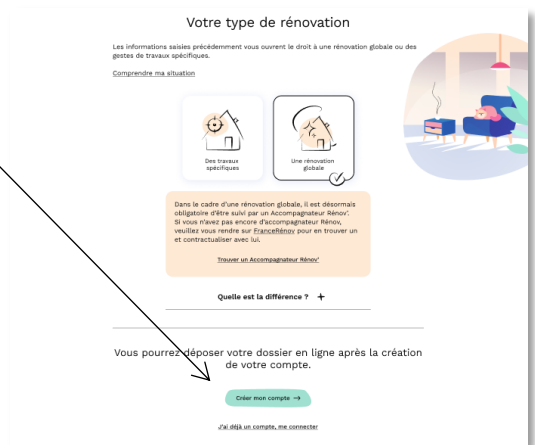 Votre type de rénovation
Les informations saisies précédemment vous ouvrent le droit à une rénovation globale ou des
gestes de travaux spécifiques.
Comprendre ma situation
Des travaux
spécifiques
Une rénovation
globale
Dans le cadre d'une rénovation globale, il est désormais
obligatoire d'être suivi par un Accompagnateur Rénov'.
Si vous n'avez pas encore d'accompagnateur Rénov,
veuillez vous rendre sur FranceRénov pour en trouver un
et contractualiser avec lui.
Trouver un Accompagnateur Rénov'
Quelle est la différence ? +
Vous pourrez déposer votre dossier en ligne après la création
de votre compte.
Créer mon compte →
J'ai déjà un compte, me connecter